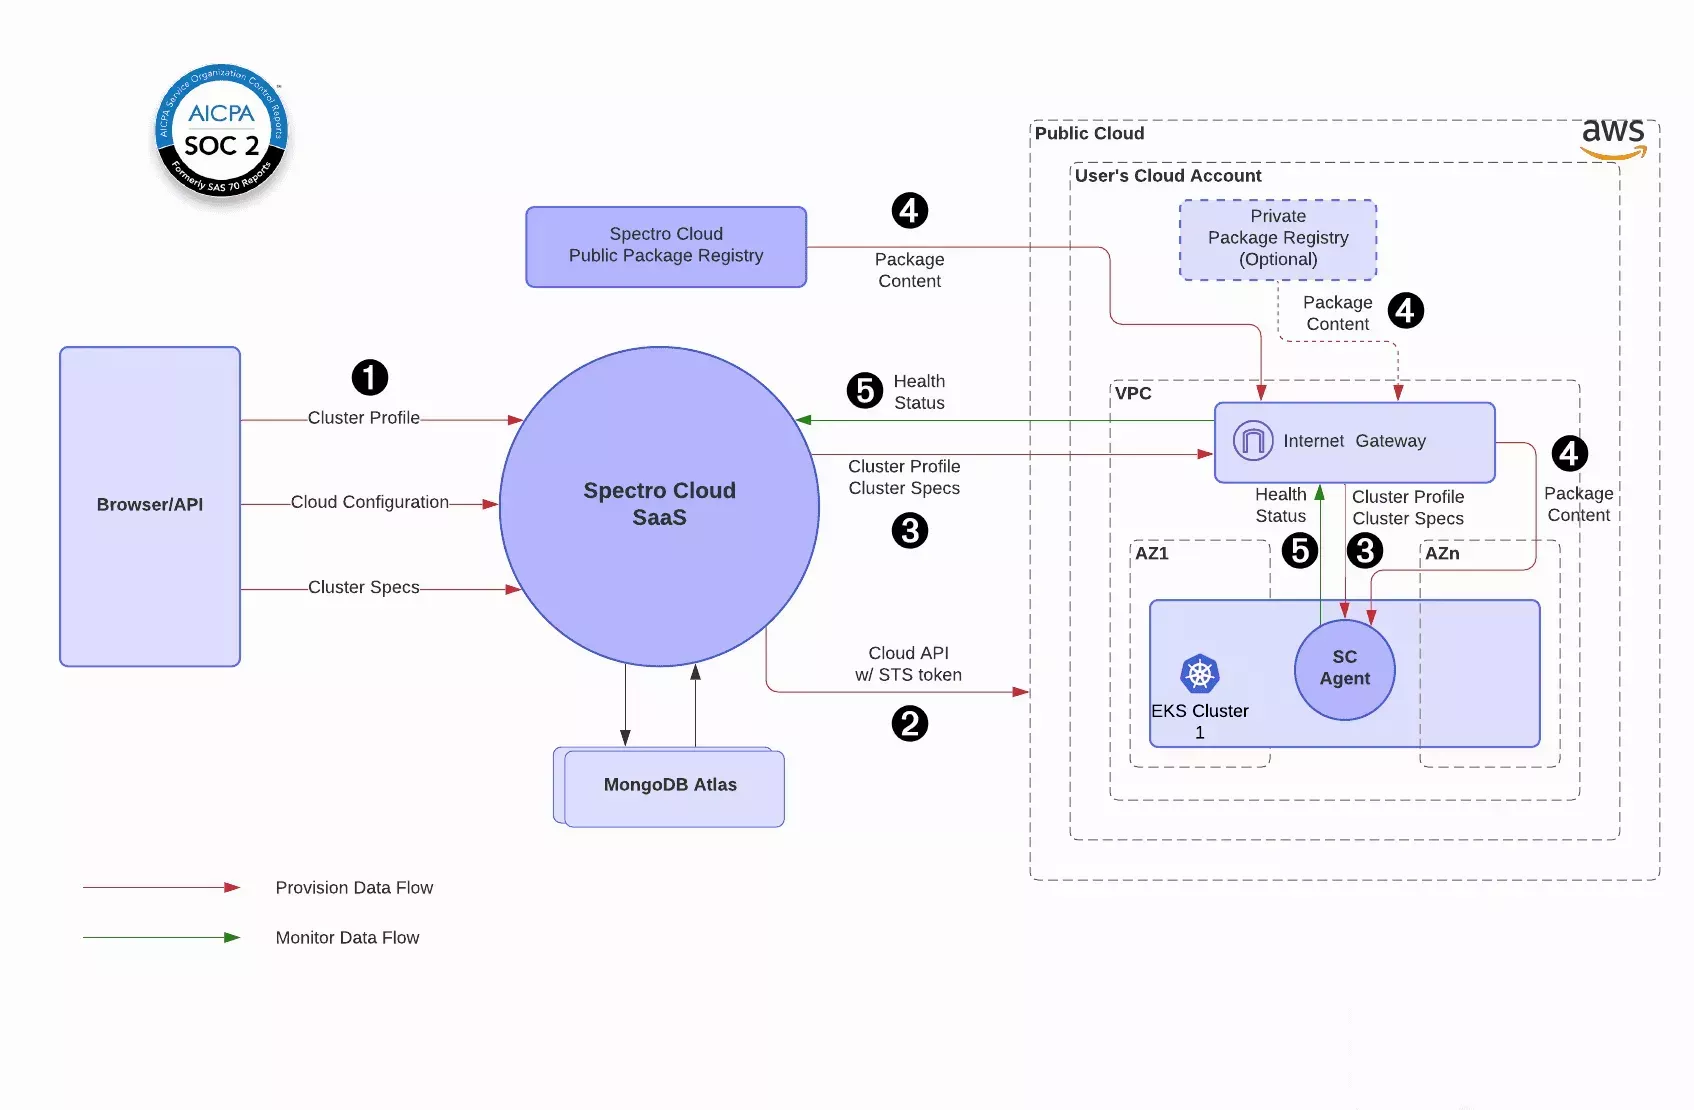 AICPA Service Organization Control Reports
™
AICPA
SOC 2
Formerly SAS 70 Reports
Public Cloud
aws
User's Cloud Account
4
Spectro Cloud
Public Package Registry
Package
Content
Private
Package Registry
(Optional)
Package
Content
4
Browser/API
1
Cluster Profile
Cloud Configuration
Cluster Specs
Spectro Cloud
SaaS
5
Health
Status
Cluster Profile
Cluster Specs
3
VPC
Internet Gateway
4
Package
Content
Health
Status
Cluster Profile
Cluster Specs
5
3
AZ1
AZn
SC
Agent
EKS Cluster
1
Cloud API
w/ STS token
2
MongoDB Atlas
Provision Data Flow
Monitor Data Flow